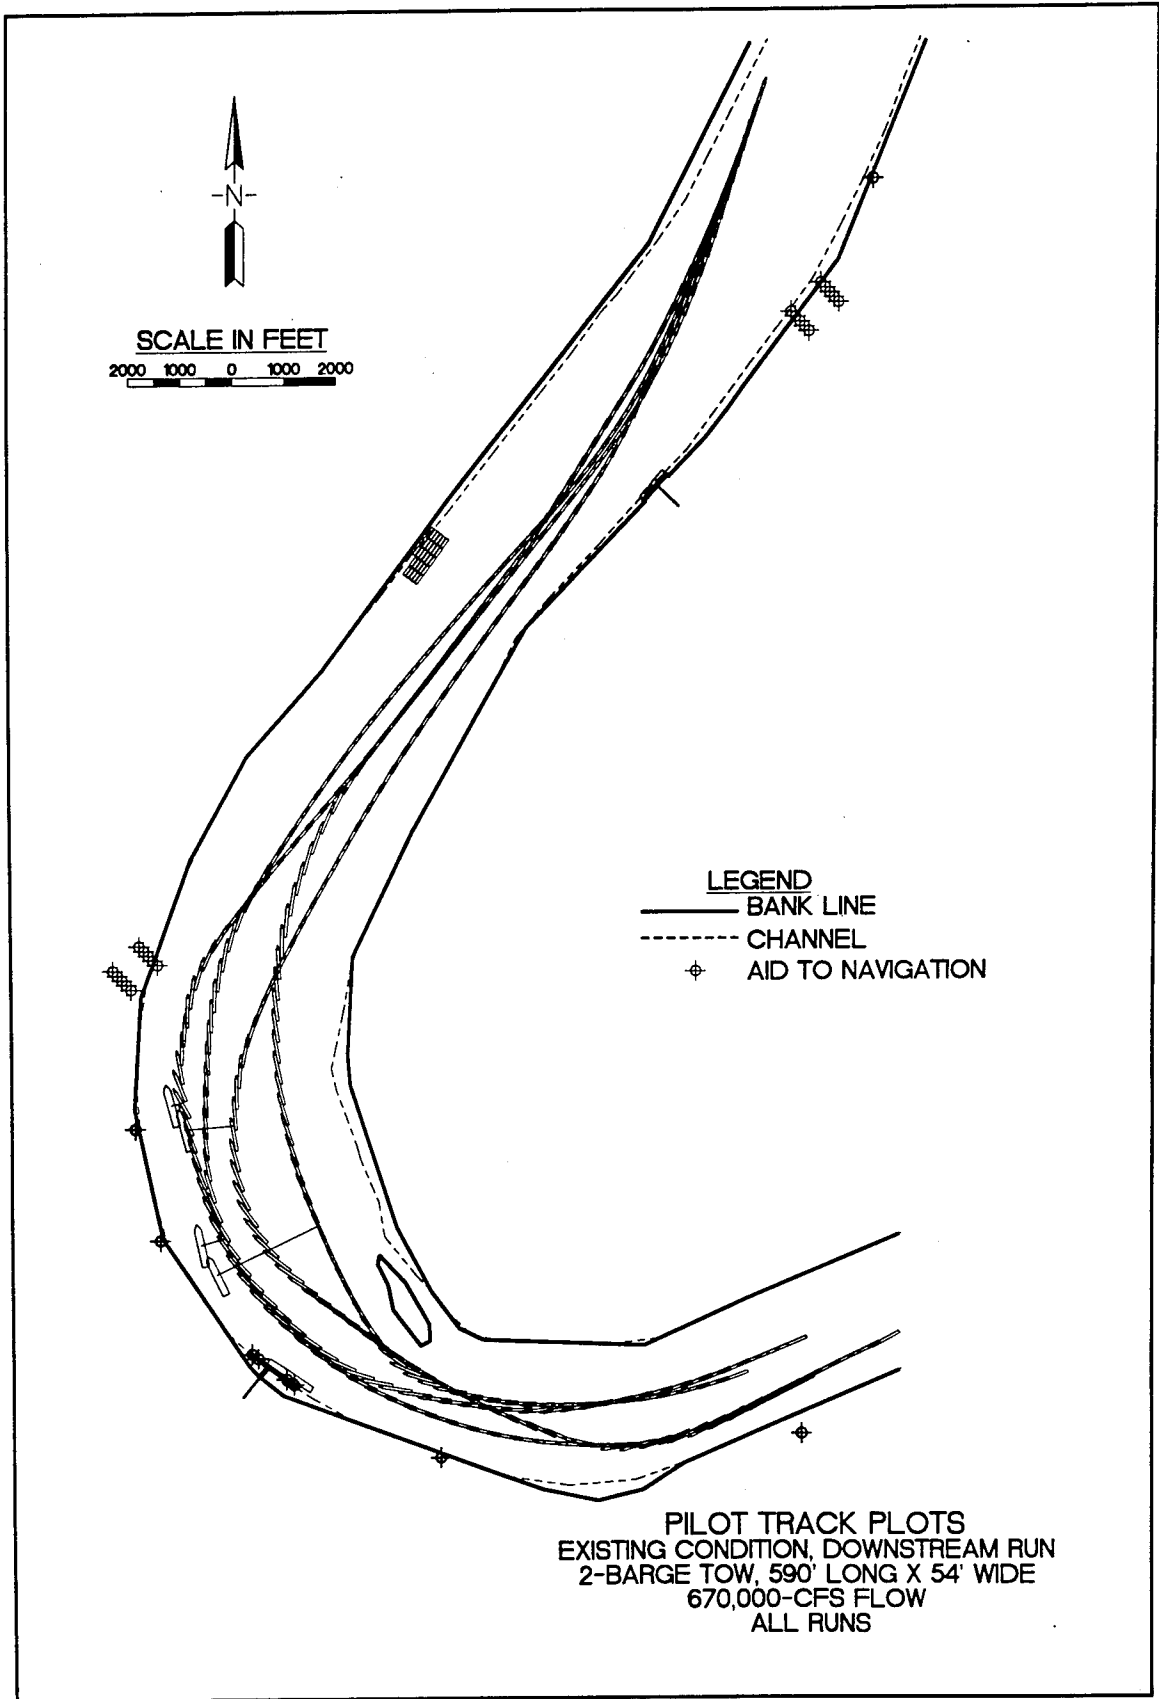 -N-
SCALE IN FEET
2000 1000 0 1000 2000
LEGEND
BANK LINE
CHANNEL
AID TO NAVIGATION
PILOT TRACK PLOTS
EXISTING CONDITION, DOWNSTREAM RUN
2-BARGE TOW, 590' LONG X 54' WIDE
670,000-CFS FLOW
ALL RUNS